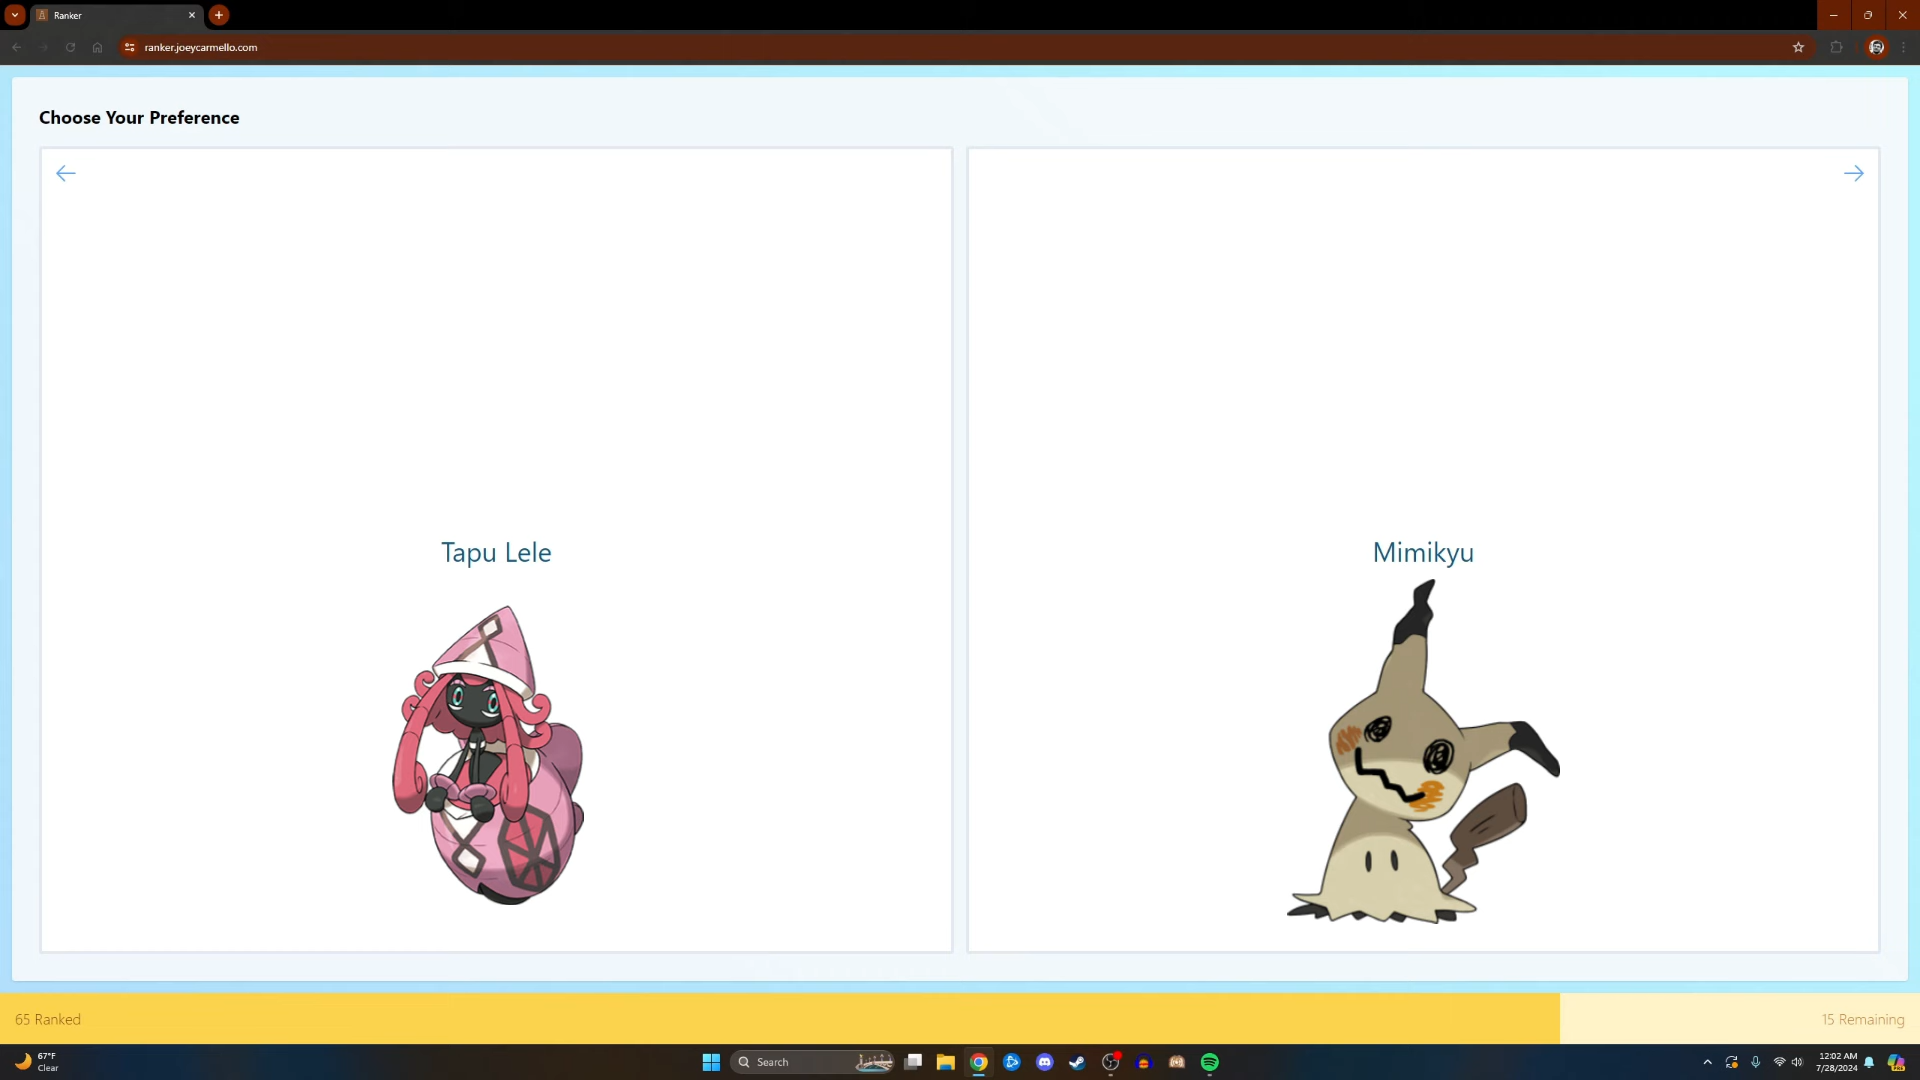 Ranker
ranker.joeycarmello.com
Choose Your Preference
Tapu Lele
Mimikyu
65 Ranked
15 Remaining
67°F
Clear
Search
12:02 AM
7/28/2024